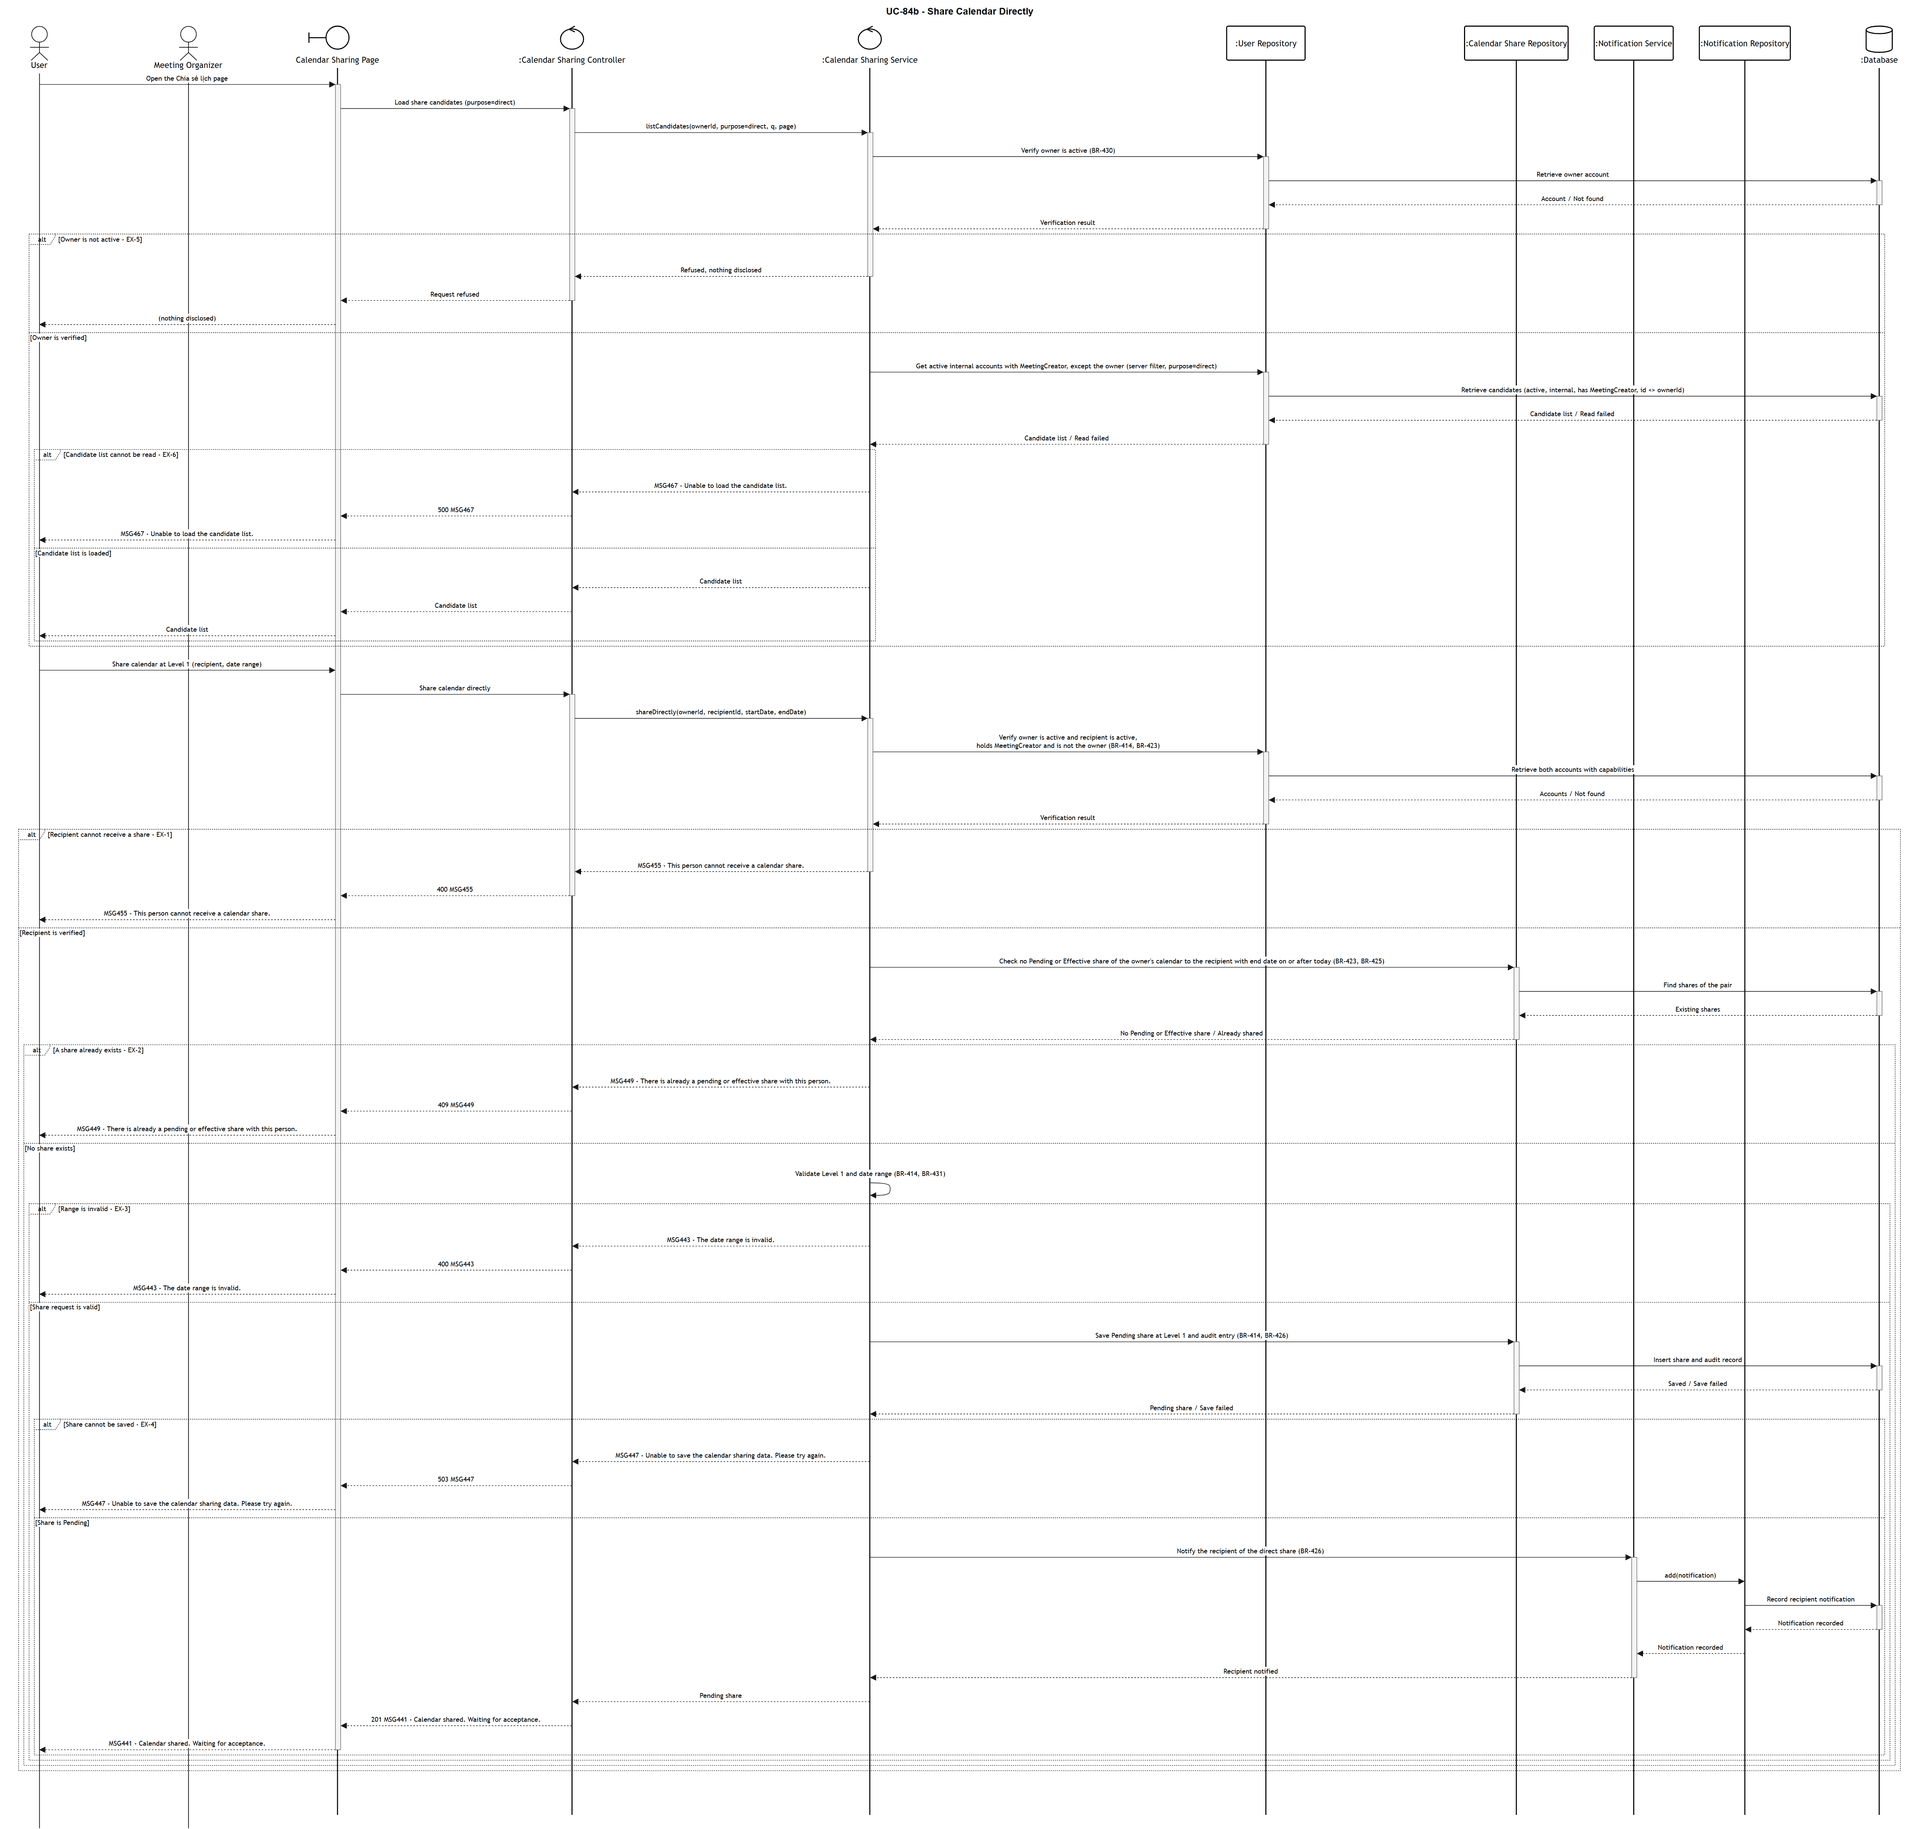 UC-84b - Share Calendar Directly
User
Meeting Organizer
Calendar Sharing Page
:Calendar Sharing Controller
:Calendar Sharing Service
:User Repository
:Calendar Share Repository
:Notification Service
:Notification Repository
:Database
Open the Chia sẻ lịch page
Load share candidates (purpose=direct)
listCandidates(ownerId, purpose=direct, q, page)
Verify owner is active (BR-430)
Retrieve owner account
Account / Not found
Verification result
alt [Owner is not active - EX-5]
Refused, nothing disclosed
Request refused
(nothing disclosed)
[Owner is verified]
Get active internal accounts with MeetingCreator, except the owner (server filter, purpose=direct)
Retrieve candidates (active, internal, has MeetingCreator, id <> ownerId)
Candidate list / Read failed
Candidate list / Read failed
alt [Candidate list cannot be read - EX-6]
MSG467 - Unable to load the candidate list.
500 MSG467
MSG467 - Unable to load the candidate list.
[Candidate list is loaded]
Candidate list
Candidate list
Candidate list
Share calendar at Level 1 (recipient, date range)
Share calendar directly
shareDirectly(ownerId, recipientId, startDate, endDate)
Verify owner is active and recipient is active,
holds MeetingCreator and is not the owner (BR-414, BR-423)
Retrieve both accounts with capabilities
Accounts / Not found
Verification result
alt [Recipient cannot receive a share - EX-1]
MSG455 - This person cannot receive a calendar share.
400 MSG455
MSG455 - This person cannot receive a calendar share.
[Recipient is verified]
Check no Pending or Effective share of the owner's calendar to the recipient with end date on or after today (BR-423, BR-425)
Find shares of the pair
Existing shares
No Pending or Effective share / Already shared
alt [A share already exists - EX-2]
MSG449 - There is already a pending or effective share with this person.
409 MSG449
MSG449 - There is already a pending or effective share with this person.
[No share exists]
Validate Level 1 and date range (BR-414, BR-431)
alt [Range is invalid - EX-3]
MSG443 - The date range is invalid.
400 MSG443
MSG443 - The date range is invalid.
[Share request is valid]
Save Pending share at Level 1 and audit entry (BR-414, BR-426)
Insert share and audit record
Saved / Save failed
Pending share / Save failed
alt [Share cannot be saved - EX-4]
MSG447 - Unable to save the calendar sharing data. Please try again.
503 MSG447
MSG447 - Unable to save the calendar sharing data. Please try again.
[Share is Pending]
Notify the recipient of the direct share (BR-426)
add(notification)
Record recipient notification
Notification recorded
Notification recorded
Recipient notified
Pending share
201 MSG441 - Calendar shared. Waiting for acceptance.
MSG441 - Calendar shared. Waiting for acceptance.